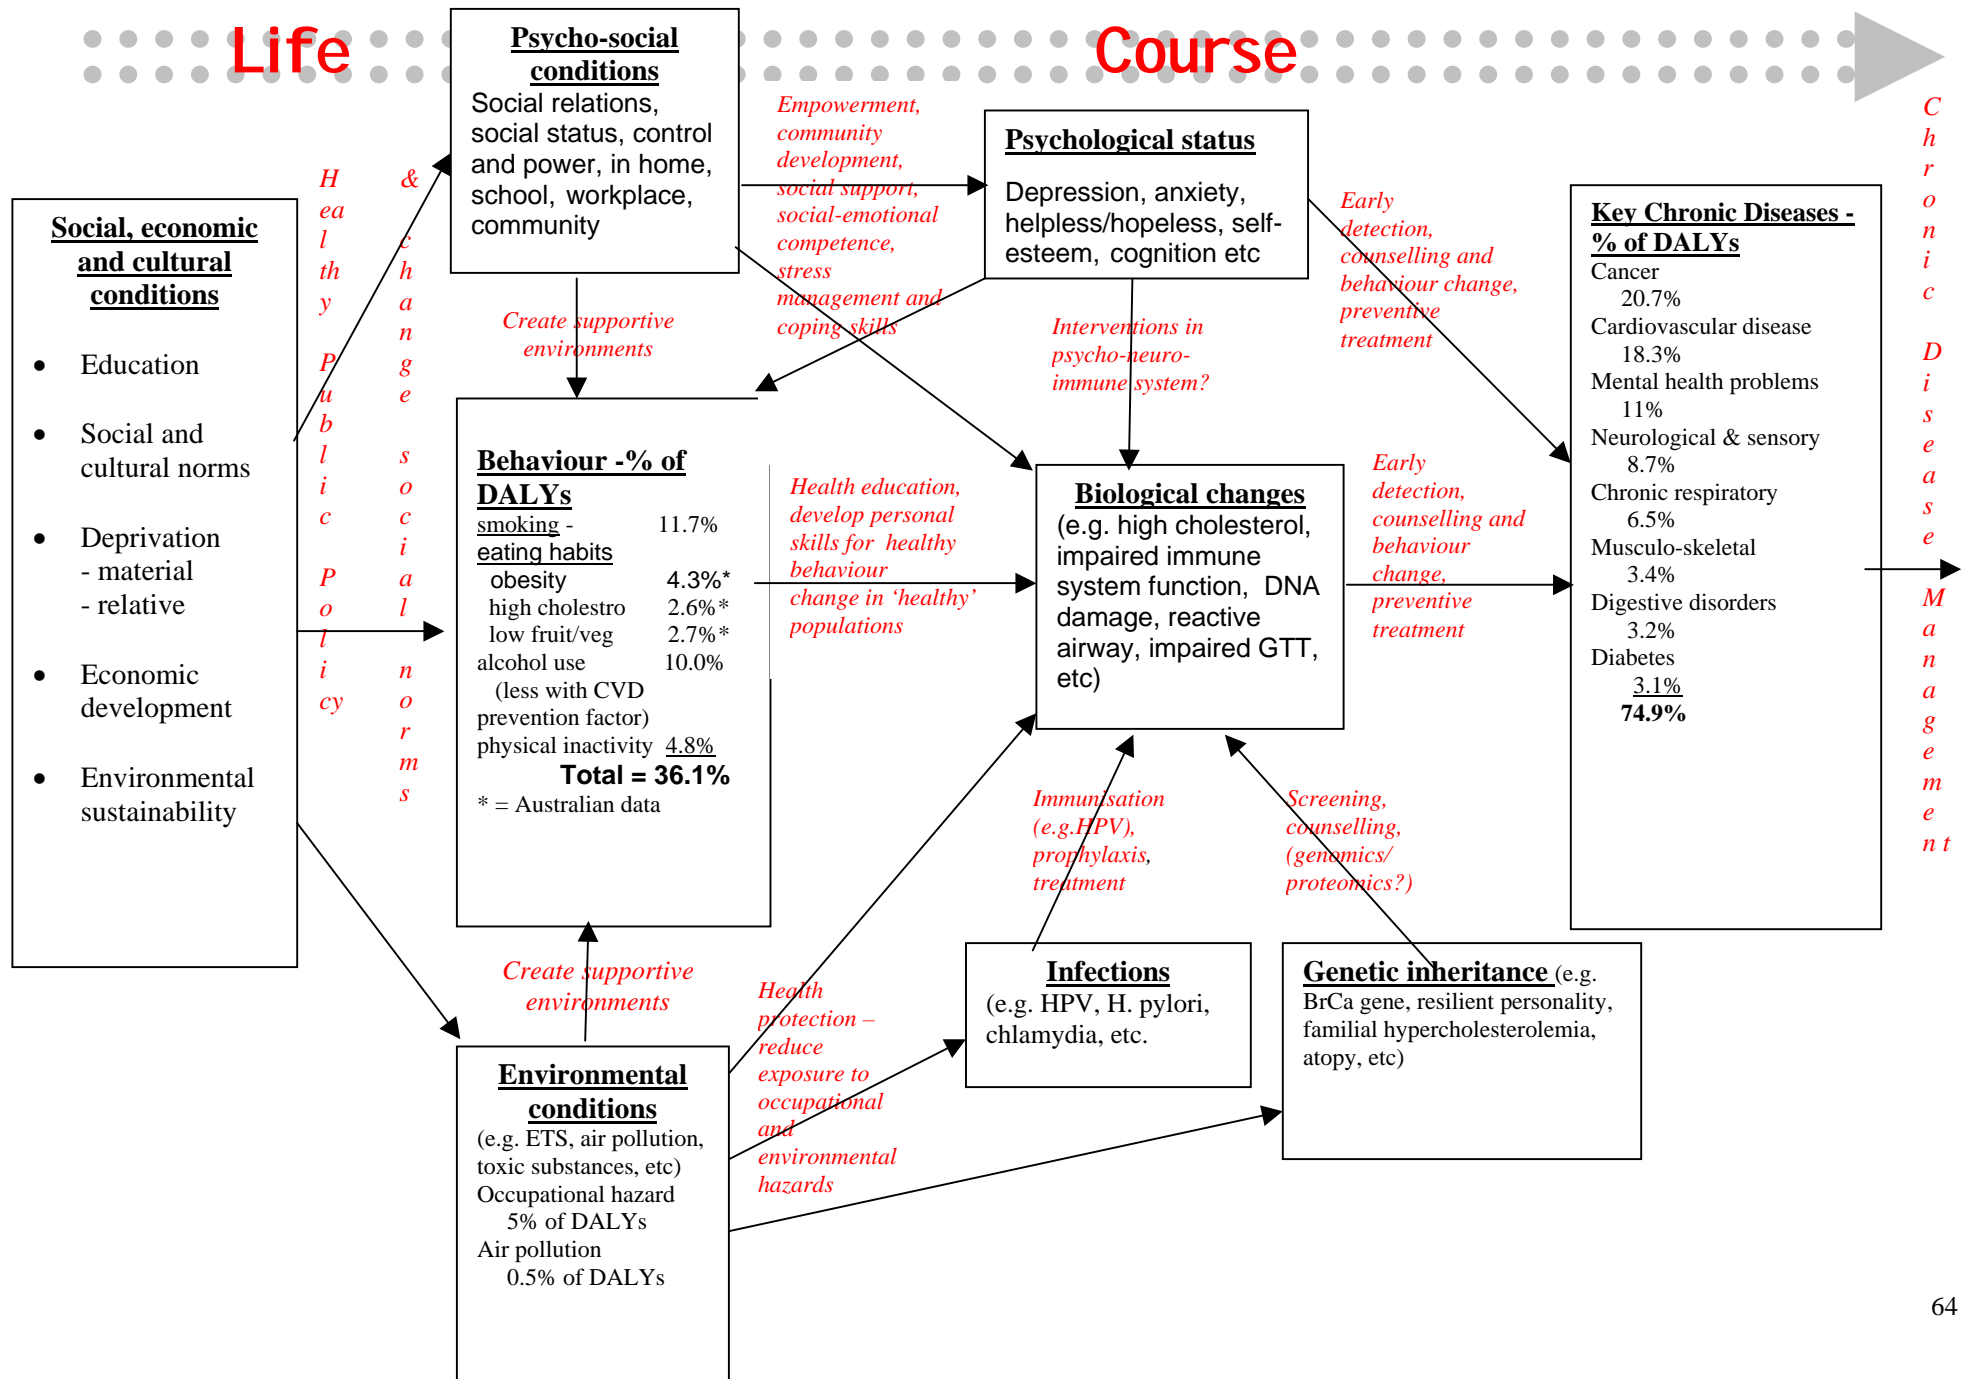 Life Course
Psycho-social
conditions
Social relations,
social status, control
and power, in home,
school, workplace,
community
Social, economic
and cultural
conditions
• Education
• Social and
cultural norms
• Deprivation
- material
- relative
• Economic
development
• Environmental
sustainability
Healthy Public Policy
& change social norms
Create supportive
environments
Empowerment,
community
development,
social support,
social-emotional
competence,
stress
management and
coping skills
Psychological status
Depression, anxiety,
helpless/hopeless, self-
esteem, cognition etc
Interventions in
psycho-neuro-
immune system?
Early
detection,
counselling and
behaviour change,
preventive
treatment
Behaviour -% of
DALYs
smoking - 11.7%
eating habits
obesity 4.3%*
high cholestro 2.6%*
low fruit/veg 2.7%*
alcohol use 10.0%
(less with CVD
prevention factor)
physical inactivity 4.8%
Total = 36.1%
* = Australian data
Health education,
develop personal
skills for healthy
behaviour
change in ‘healthy’
populations
Biological changes
(e.g. high cholesterol,
impaired immune
system function, DNA
damage, reactive
airway, impaired GTT,
etc)
Early
detection,
counselling and
behaviour
change,
preventive
treatment
Key Chronic Diseases -
% of DALYs
Cancer
20.7%
Cardiovascular disease
18.3%
Mental health problems
11%
Neurological & sensory
8.7%
Chronic respiratory
6.5%
Musculo-skeletal
3.4%
Digestive disorders
3.2%
Diabetes
3.1%
74.9%
Chronic Disease Management
Create supportive
environments
Environmental
conditions
(e.g. ETS, air pollution,
toxic substances, etc)
Occupational hazard
5% of DALYs
Air pollution
0.5% of DALYs
Health
protection –
reduce
exposure to
occupational
and
environmental
hazards
Immunisation
(e.g.HPV),
prophylaxis,
treatment
Infections
(e.g. HPV, H. pylori,
chlamydia, etc.
Screening,
counselling,
(genomics/
proteomics?)
Genetic inheritance (e.g.
BrCa gene, resilient personality,
familial hypercholesterolemia,
atopy, etc)
64